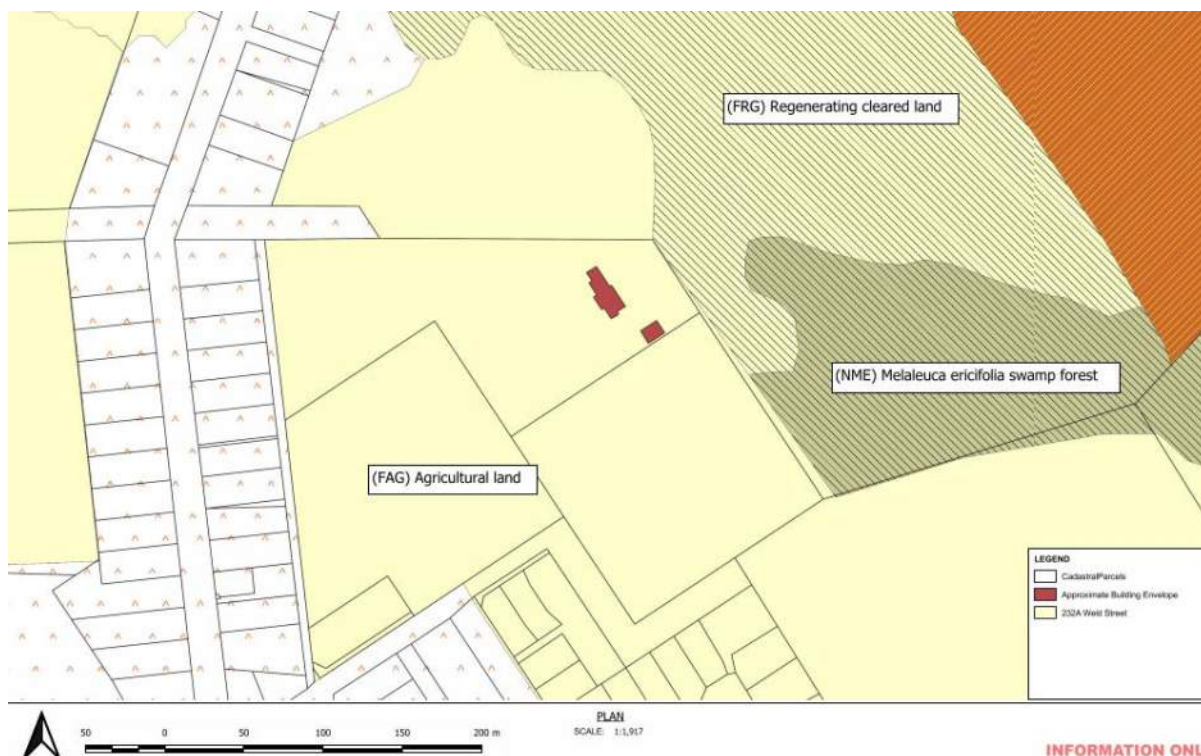 (FRG) Regenerating cleared land
(NME) Melaleuca ericifolia swamp forest
(FAG) Agricultural land
LEGEND
CadastralParcels
Approximate Building Envelope
232A Weld Street
50 0 50 100 150 200 m
PLAN
SCALE: 1:1,917
INFORMATION ONL